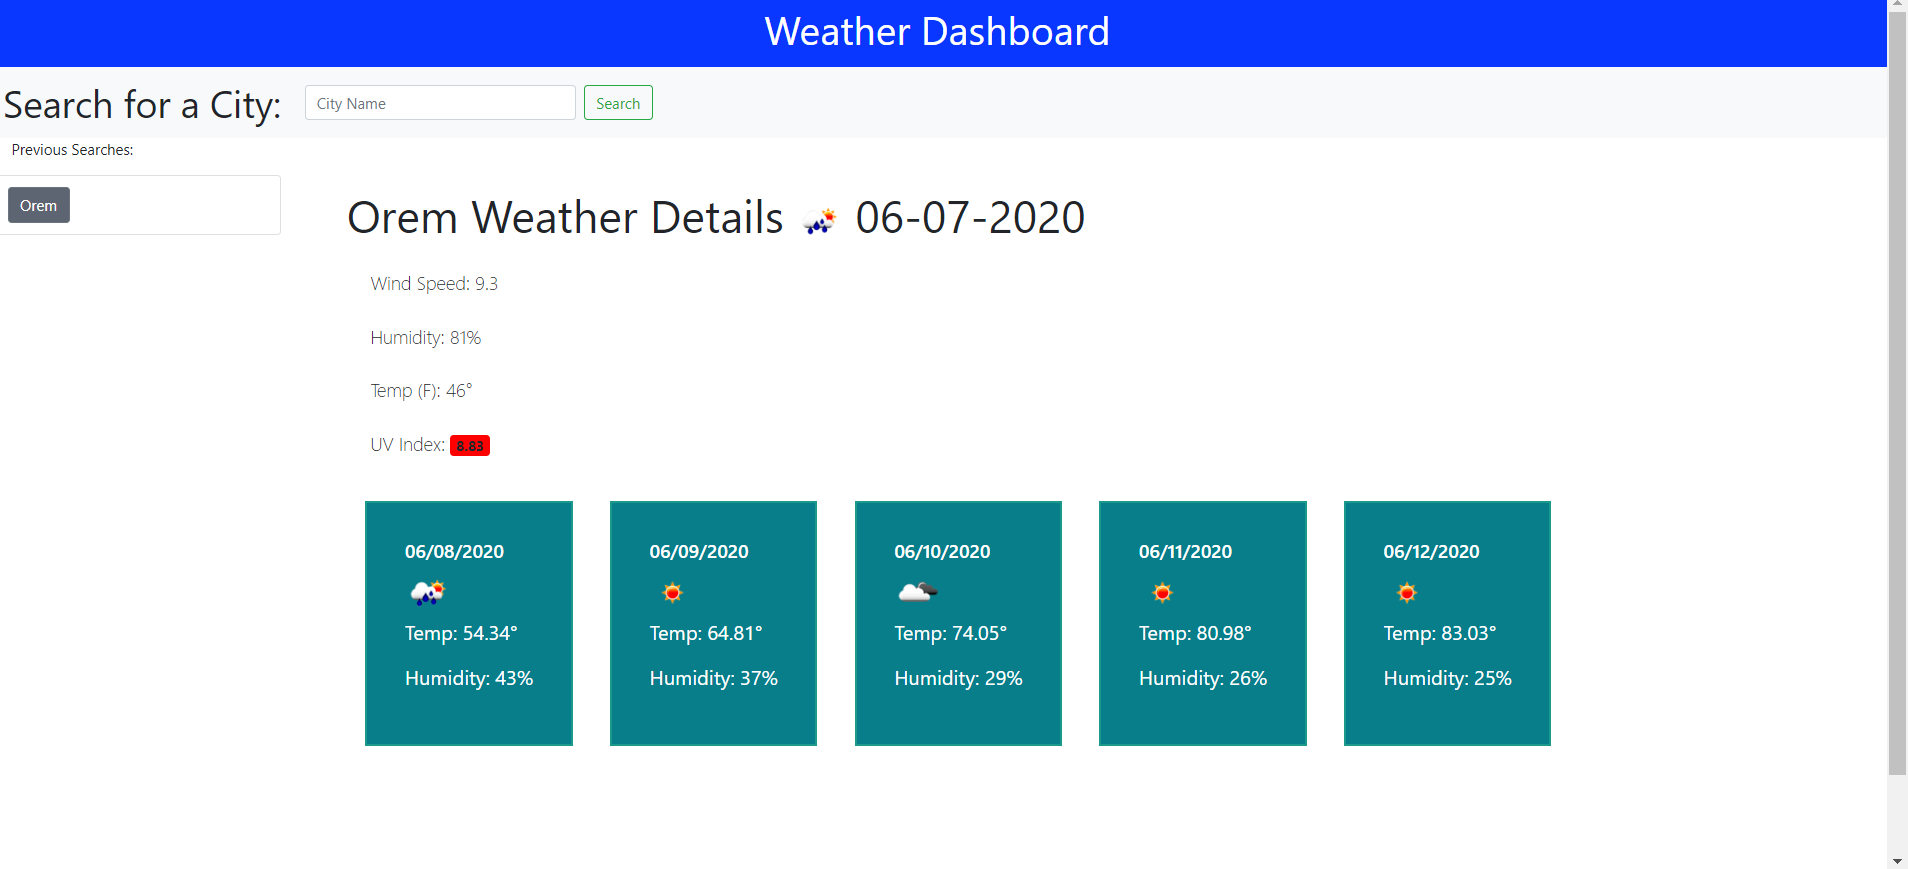 Weather Dashboard
Search for a City: City Name Search
Previous Searches:
Orem
Orem Weather Details 06-07-2020
Wind Speed: 9.3
Humidity: 81%
Temp (F): 46°
UV Index: 8.83
06/08/2020
Temp: 54.34°
Humidity: 43%
06/09/2020
Temp: 64.81°
Humidity: 37%
06/10/2020
Temp: 74.05°
Humidity: 29%
06/11/2020
Temp: 80.98°
Humidity: 26%
06/12/2020
Temp: 83.03°
Humidity: 25%